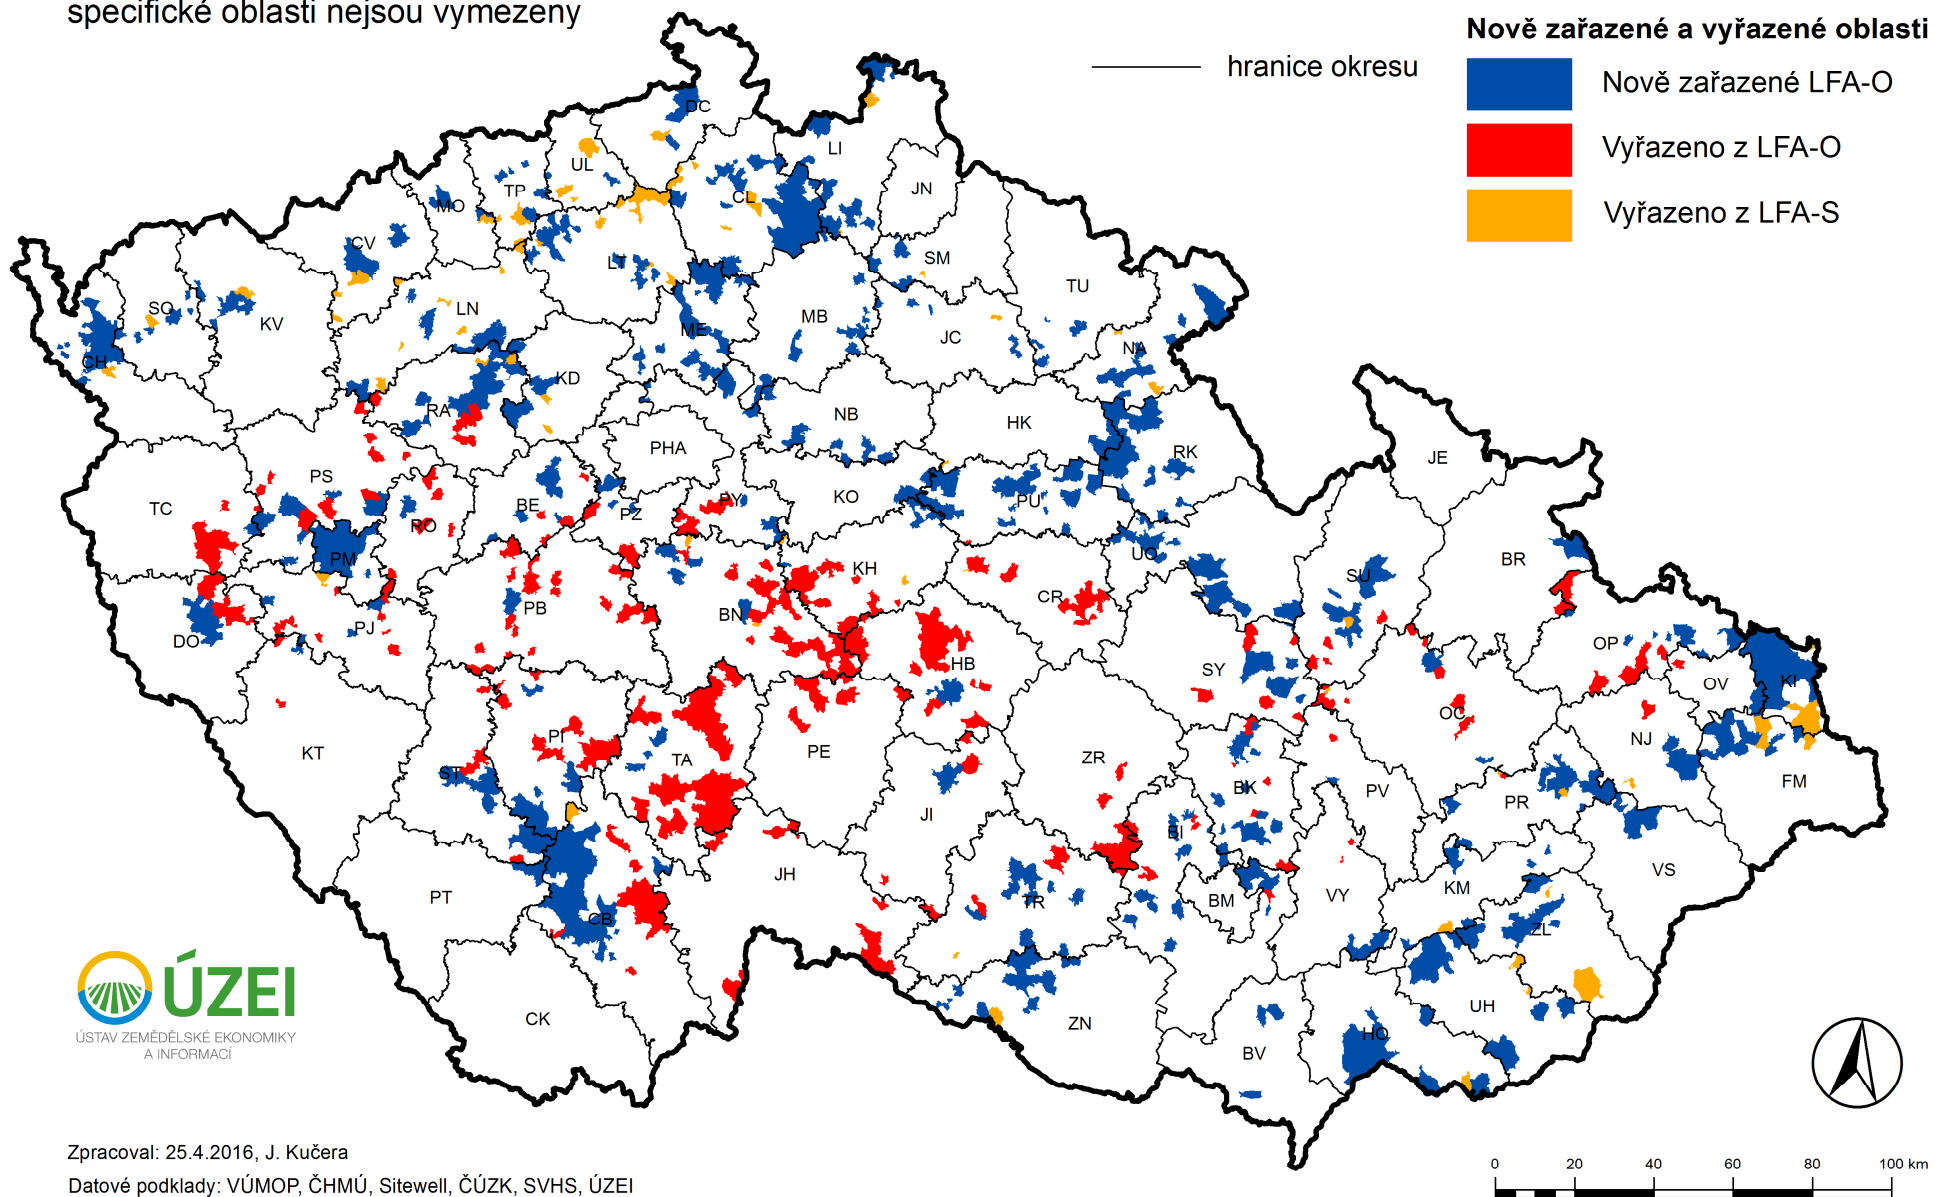 specifické oblasti nejsou vymezeny
Nově zařazené a vyřazené oblasti
hranice okresu
Nově zařazené LFA-O
Vyřazeno z LFA-O
Vyřazeno z LFA-S
DC
LI
UL
JN
TP
CL
MO
CV
LT
SM
TU
SO
LN
KV
ME
MB
JC
NA
CH
KD
RA
NB
HK
PHA
RK
JE
PS
TC
KO
PY
PU
BE
PZ
RO
UO
BR
PM
KH
SU
CR
PB
BN
PJ
DO
OP
HB
SY
OV
KI
OC
PI
NJ
KT
TA
PE
ZR
ST
FM
BK
PV
PR
JI
BI
VS
JH
KM
PT
TR
BM
VY
CB
ZL
UH
CK
ZN
HO
BV
ÚZEI
ÚSTAV ZEMĚDĚLSKÉ EKONOMIKY
A INFORMACÍ
Zpracoval: 25.4.2016, J. Kučera
Datové podklady: VÚMOP, ČHMÚ, Sitewell, ČÚZK, SVHS, ÚZEI
0 20 40 60 80 100 km